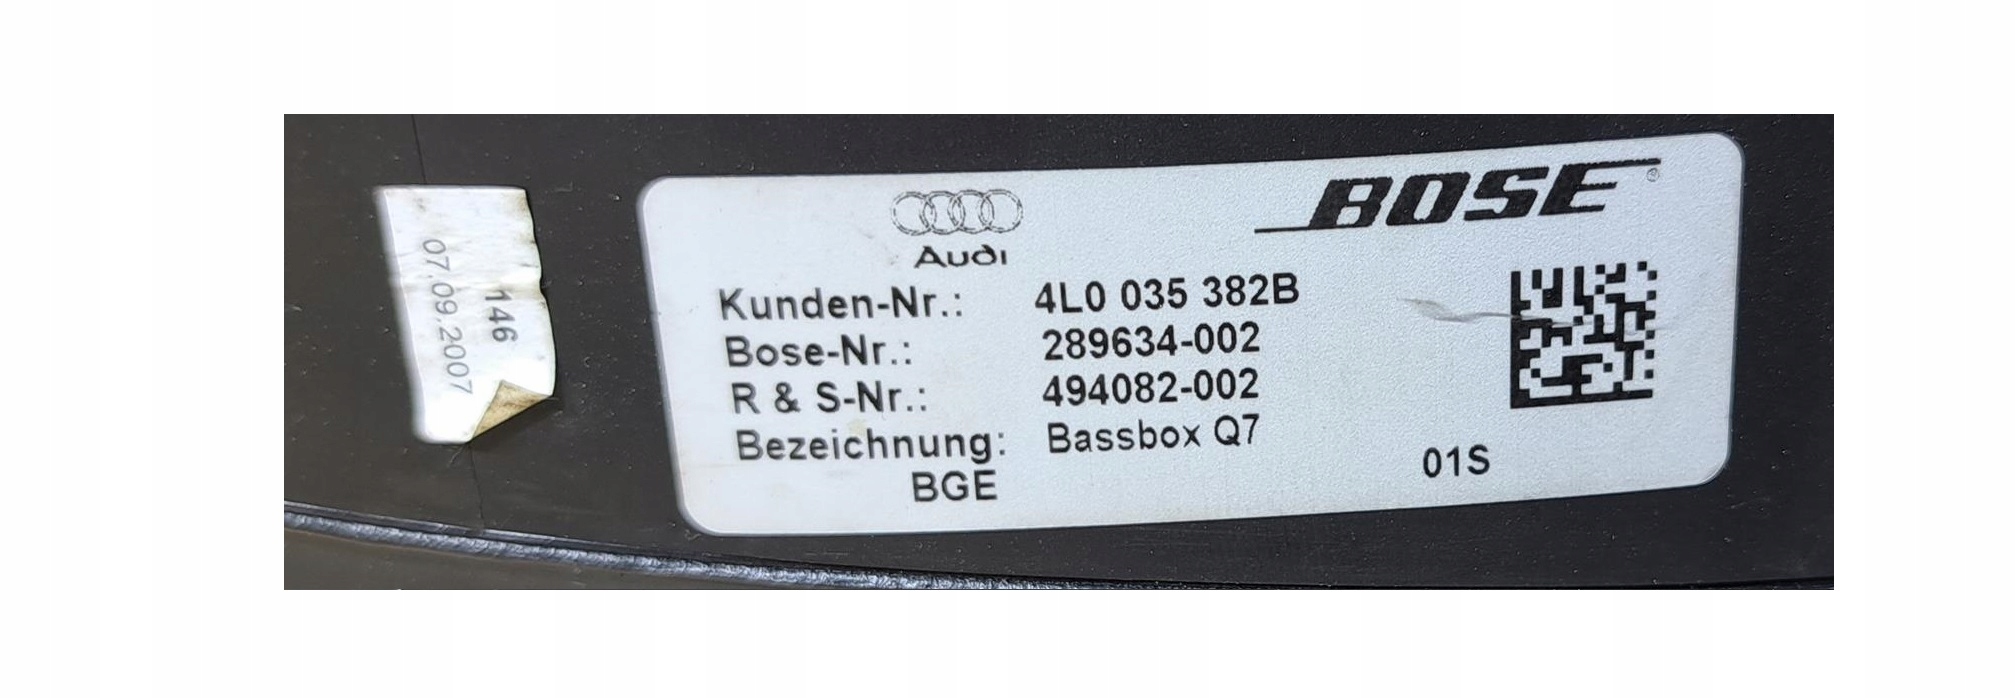 146
07.09.2007
Audi
BOSE®
Kunden-Nr.: 4L0 035 382B
Bose-Nr.: 289634-002
R & S-Nr.: 494082-002
Bezeichnung: Bassbox Q7
BGE
01S